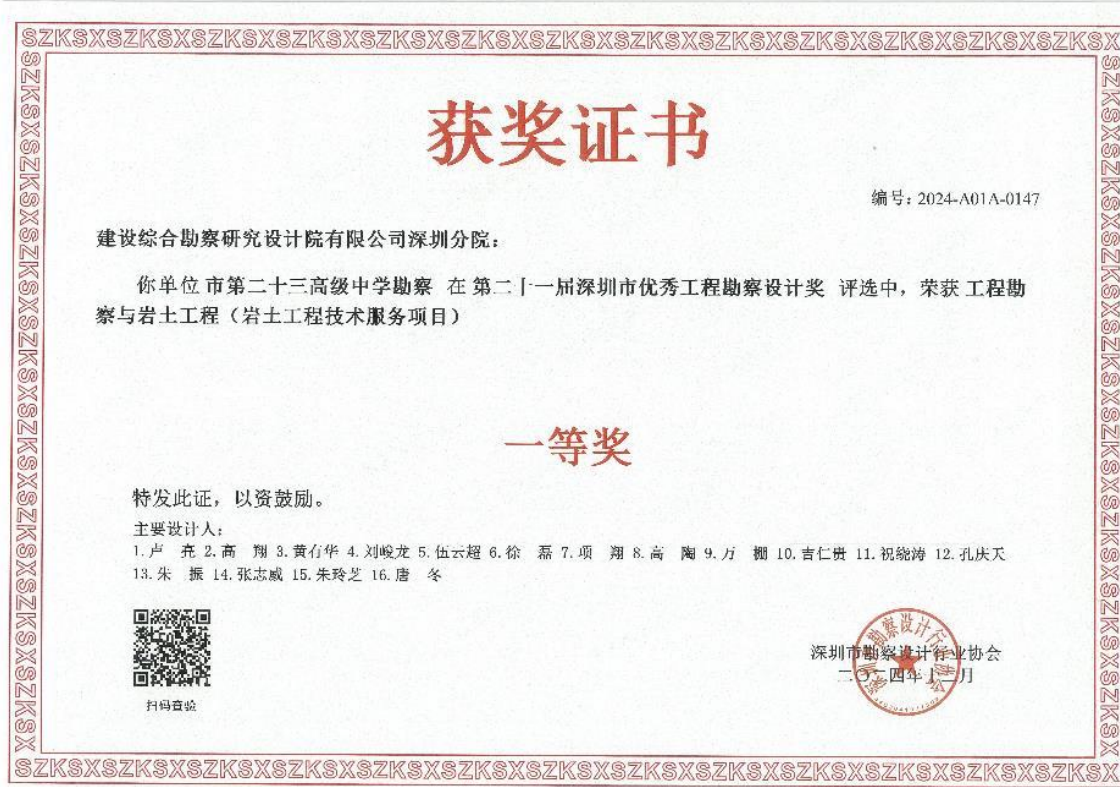 SZKSXSZKSXSZKSXSZKSXSZKSXSZKSXSZKSXSZKSXSZKSXSZKSXSZKSXSZKSX
获奖证书
编号：2024-A01A-0147
建设综合勘察研究设计院有限公司深圳分院：
你单位 市第二十三高级中学勘察 在 第二十一届深圳市优秀工程勘察设计奖 评选中，荣获 工程勘
察与岩土工程（岩土工程技术服务项目）
一等奖
特发此证，以资鼓励。
主要设计人：
1.卢 亮 2.高 翔 3.黄有华 4.刘峻龙 5.伍云超 6.徐 磊 7.项 翔 8.高 陶 9.万 棚 10.吉仁贵 11.祝绕涛 12.孔庆天
13.朱 振 14.张志威 15.朱玲芝 16.唐 冬
扫码查验
深圳市勘察设计行业协会
二〇二四年十二月